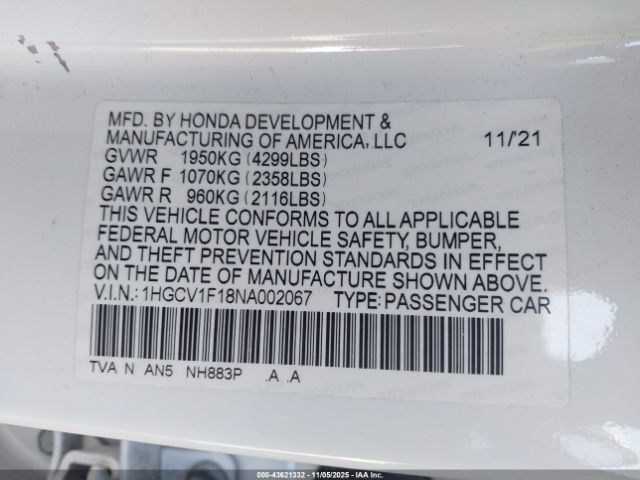 MFD. BY HONDA DEVELOPMENT &
MANUFACTURING OF AMERICA, LLC 11/'21
GVWR 1950KG (4299LBS)
GAWR F 1070KG (2358LBS)
GAWR R 960KG (2116LBS)
THIS VEHICLE CONFORMS TO ALL APPLICABLE
FEDERAL MOTOR VEHICLE SAFETY, BUMPER,
AND THEFT PREVENTION STANDARDS IN EFFECT
ON THE DATE OF MANUFACTURE SHOWN ABOVE.
V.I.N.: 1HGCV1F18NA002067 TYPE: PASSENGER CAR
TVA N AN5 NH883P .A .A
00-43621332 - 11/05/2025 - IAA Inc.